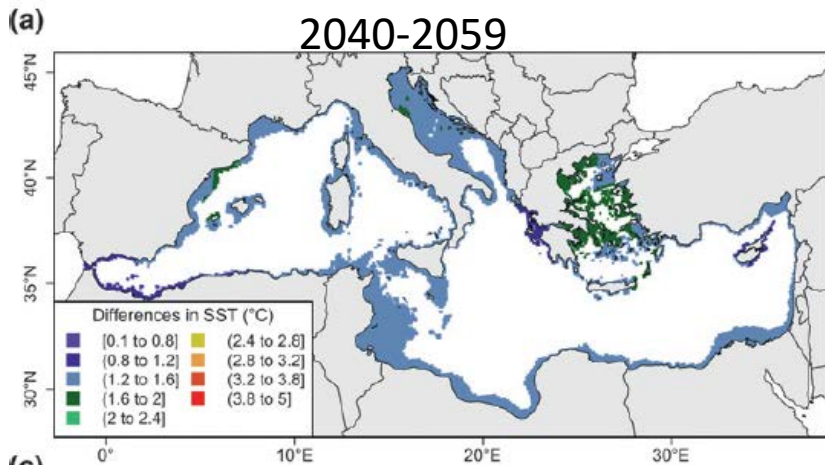 (a)
2040-2059
45°N
40°N
35°N
30°N
Differences in SST (°C)
[0.1 to 0.8] (2.4 to 2.8]
(0.8 to 1.2] (2.8 to 3.2]
(1.2 to 1.6] (3.2 to 3.8]
(1.6 to 2] (3.8 to 5]
(2 to 2.4]
0° 10°E 20°E 30°E